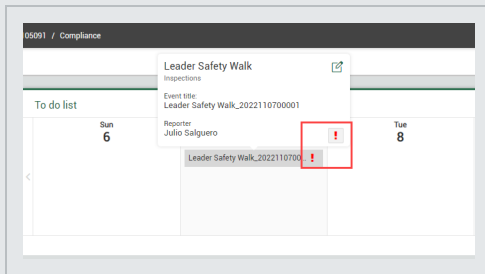 05091 / Compliance
Leader Safety Walk
Inspections
Event title:
Leader Safety Walk_2022110700001
Reporter
Julio Salguero
!
To do list
Sun
6
Tue
8
Leader Safety Walk_2022110700... !